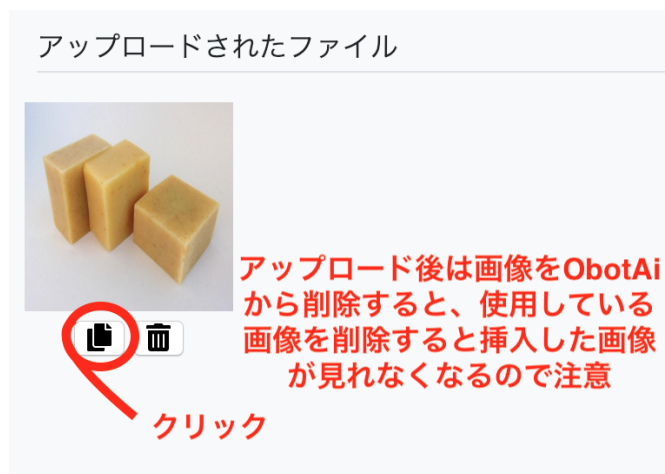 アップロードされたファイル
アップロード後は画像をObotAi
から削除すると、使用している
画像を削除すると挿入した画像
が見れなくなるので注意
クリック